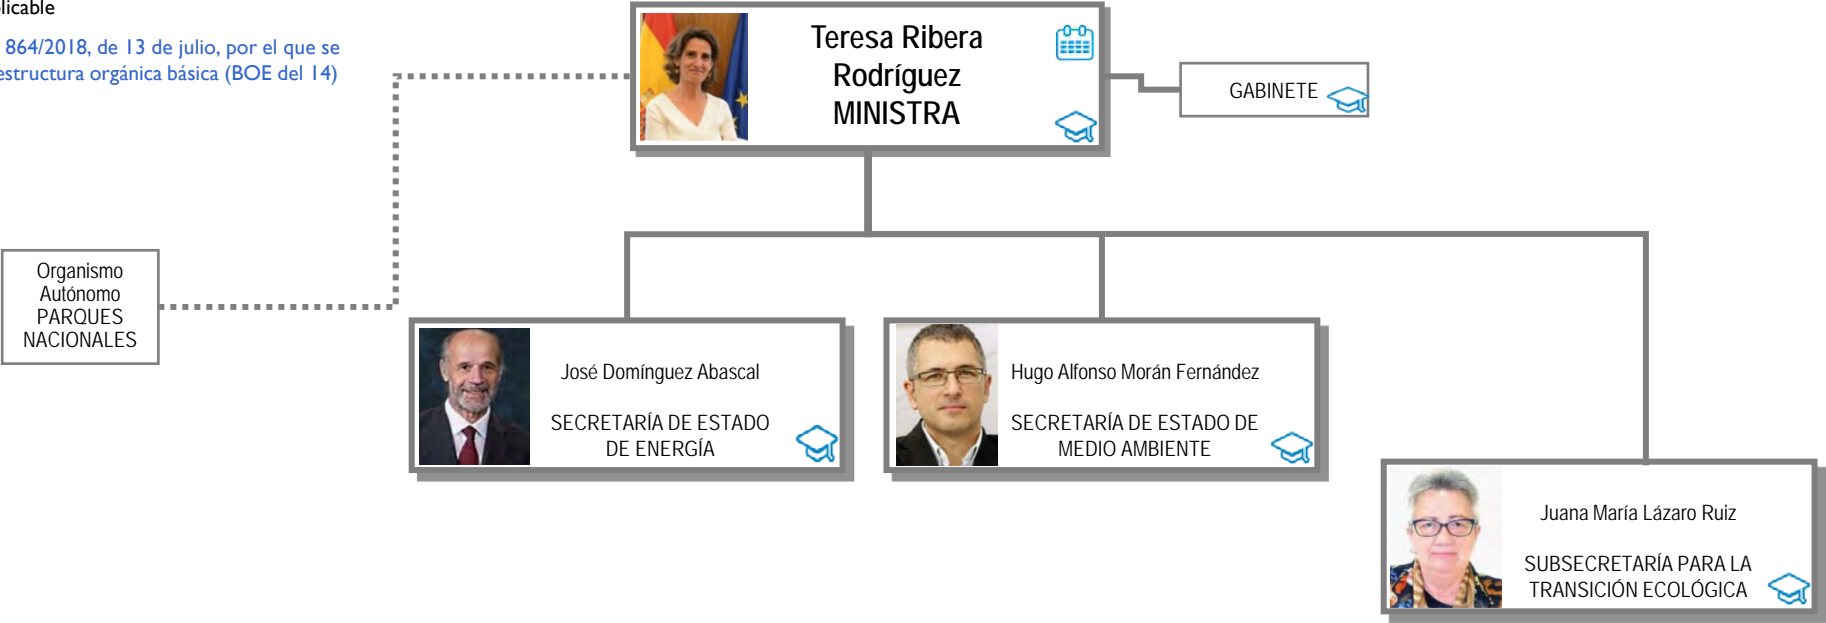 864/2018, de 13 de julio, por el que se
estructura orgánica básica (BOE del 14)
Teresa Ribera
Rodríguez
MINISTRA
GABINETE
Organismo
Autónomo
PARQUES
NACIONALES
José Domínguez Abascal
SECRETARÍA DE ESTADO
DE ENERGÍA
Hugo Alfonso Morán Fernández
SECRETARÍA DE ESTADO DE
MEDIO AMBIENTE
Juana María Lázaro Ruiz
SUBSECRETARÍA PARA LA
TRANSICIÓN ECOLÓGICA